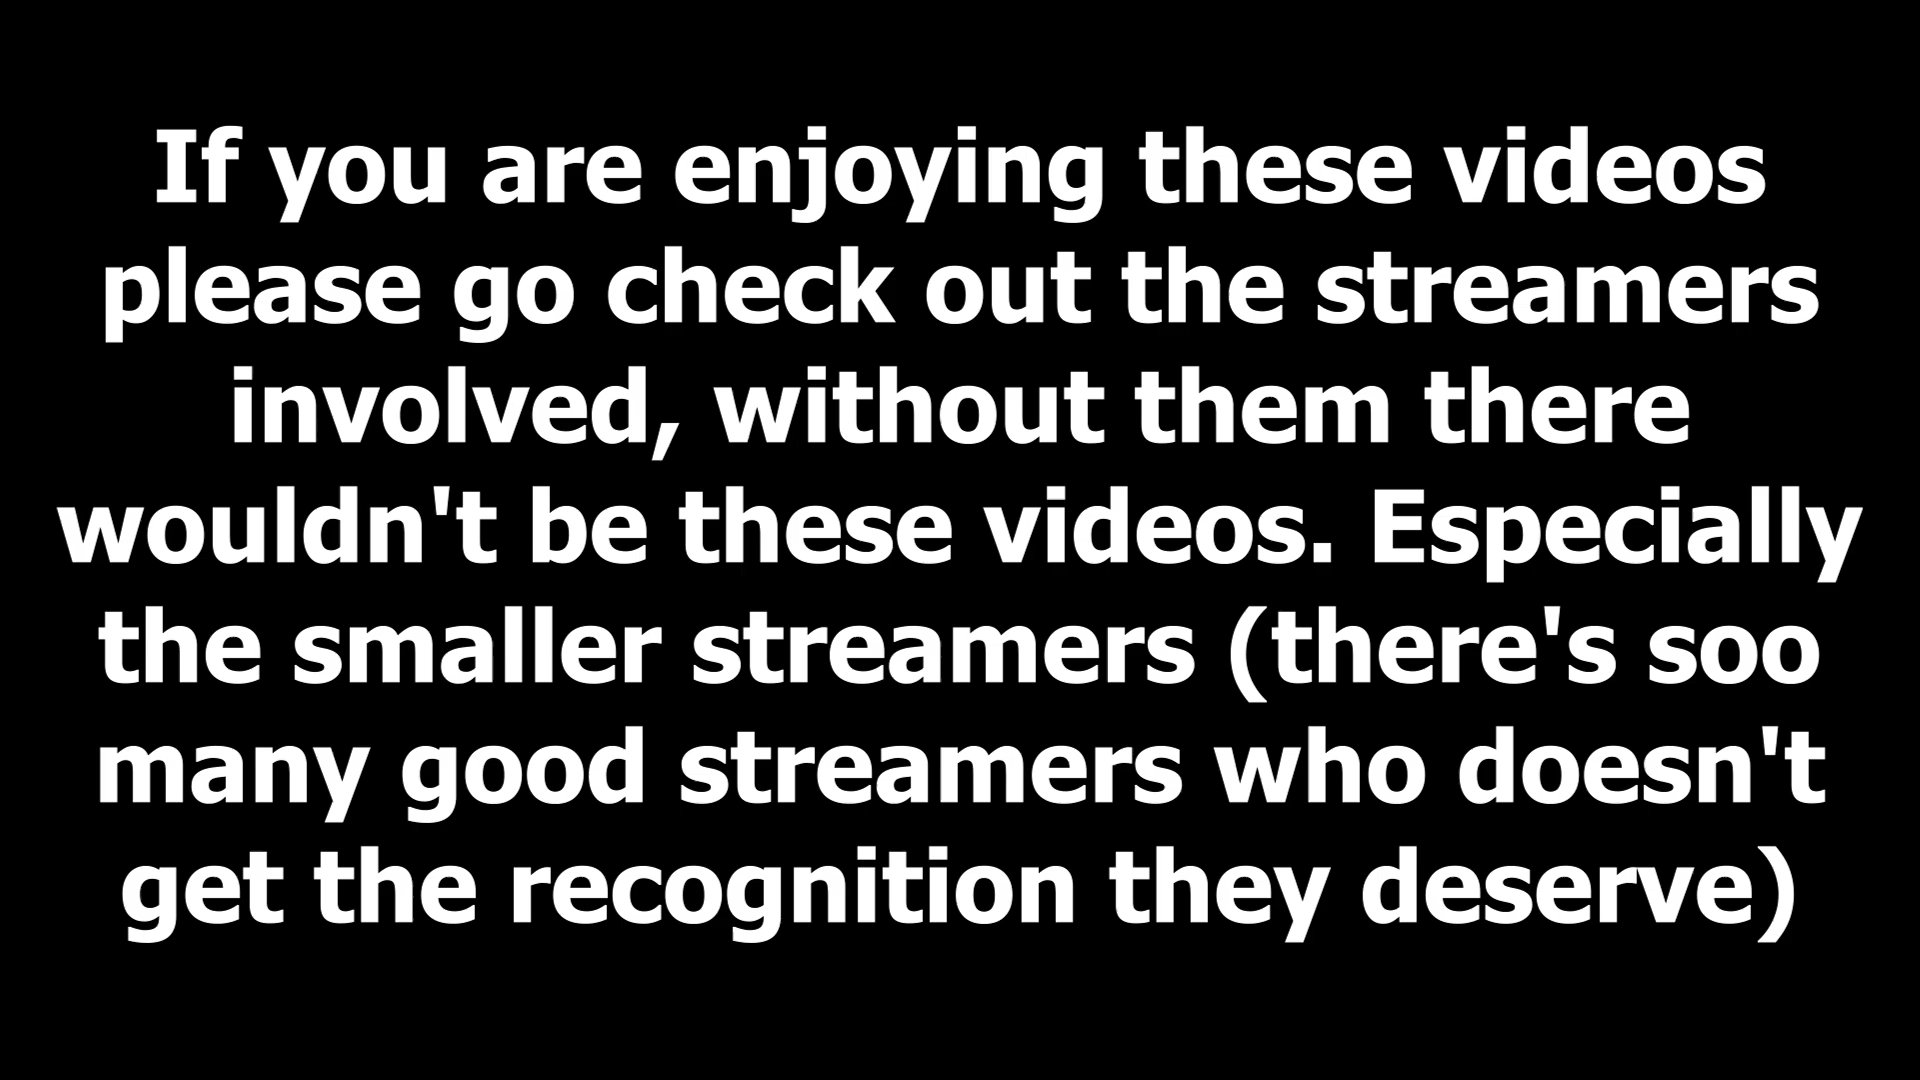 If you are enjoying these videos
please go check out the streamers
involved, without them there
wouldn't be these videos. Especially
the smaller streamers (there's soo
many good streamers who doesn't
get the recognition they deserve)